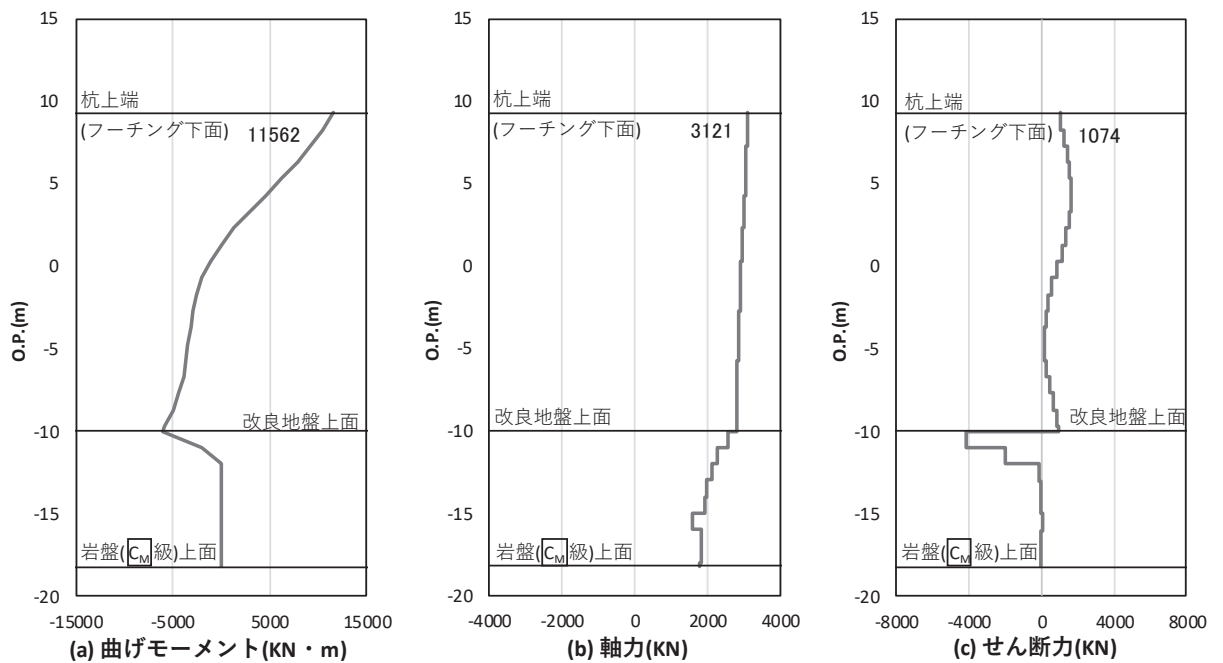 15
10
5
0
-5
-10
-15
-20
O.P.(m)
杭上端
(フーチング下面)
11562
改良地盤上面
岩盤(CM級)上面
-15000 -5000 5000 15000
(a) 曲げモーメント(KN・m)
15
10
5
0
-5
-10
-15
-20
O.P.(m)
杭上端
(フーチング下面)
3121
改良地盤上面
岩盤(CM級)上面
-4000 -2000 0 2000 4000
(b) 軸力(KN)
15
10
5
0
-5
-10
-15
-20
O.P.(m)
杭上端
(フーチング下面)
1074
改良地盤上面
岩盤(CM級)上面
-8000 -4000 0 4000 8000
(c) せん断力(KN)